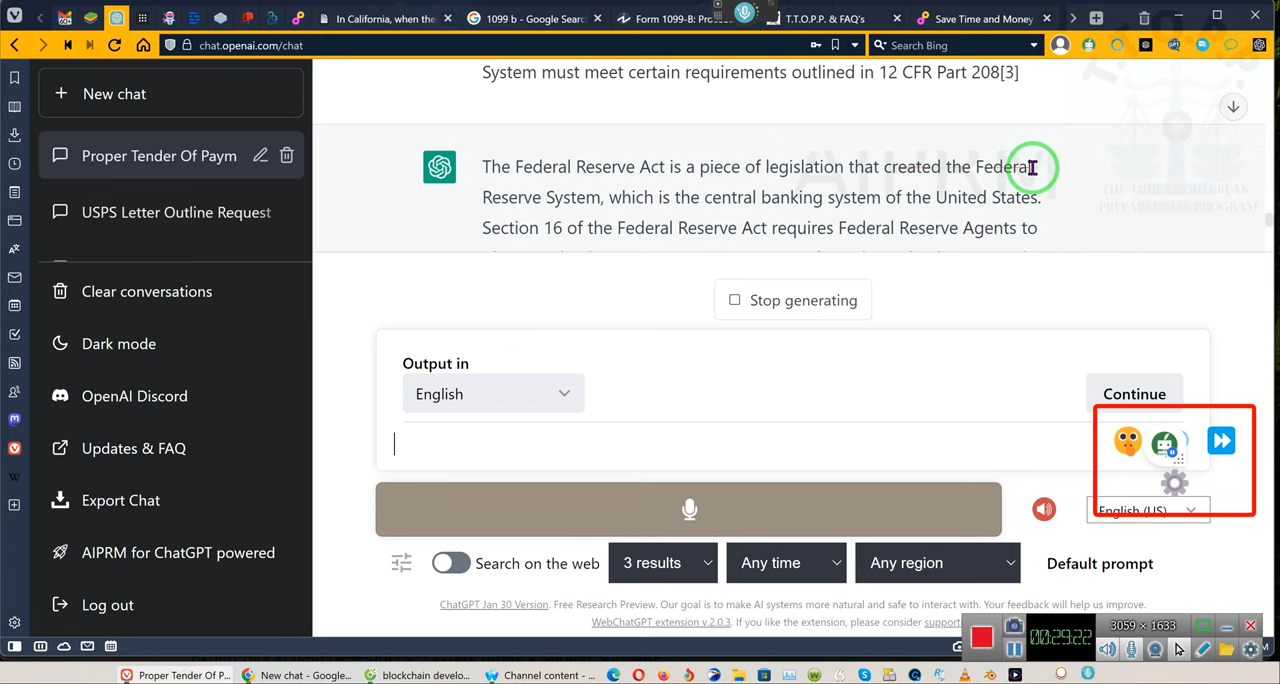 In California, when the
1099 b - Google Searc
Form 1099-B: Pro
T.T.O.P.P. & FAQ's
Save Time and Money
chat.openai.com/chat
Search Bing
New chat
Proper Tender Of Paym
USPS Letter Outline Request
Clear conversations
Dark mode
OpenAI Discord
Updates & FAQ
Export Chat
AIPRM for ChatGPT powered
Log out
System must meet certain requirements outlined in 12 CFR Part 208[3]
The Federal Reserve Act is a piece of legislation that created the Federal
Reserve System, which is the central banking system of the United States.
Section 16 of the Federal Reserve Act requires Federal Reserve Agents to
THE THREAT OUTBREAK
PREPAREDNESS PROGRAM
Stop generating
Output in
English
Continue
English (US)
Search on the web
3 results
Any time
Any region
Default prompt
ChatGPT Jan 30 Version. Free Research Preview. Our goal is to make AI systems more natural and safe to interact with. Your feedback will help us improve.
WebChatGPT extension v.2.0.3. If you like the extension, please consider support
3059 × 1633
00:29:22
Proper Tender Of P...
New chat - Google...
blockchain develo...
Channel content - ...